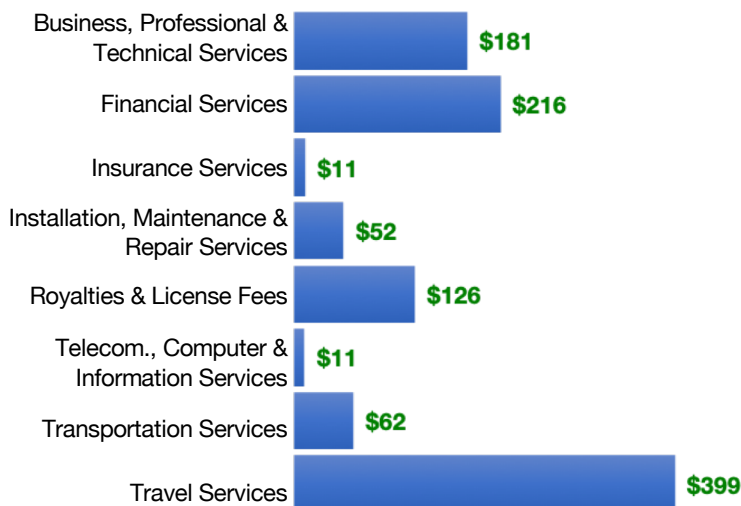 Business, Professional &
Technical Services
$181
Financial Services
$216
Insurance Services
$11
Installation, Maintenance &
Repair Services
$52
Royalties & License Fees
$126
Telecom., Computer &
Information Services
$11
Transportation Services
$62
Travel Services
$399